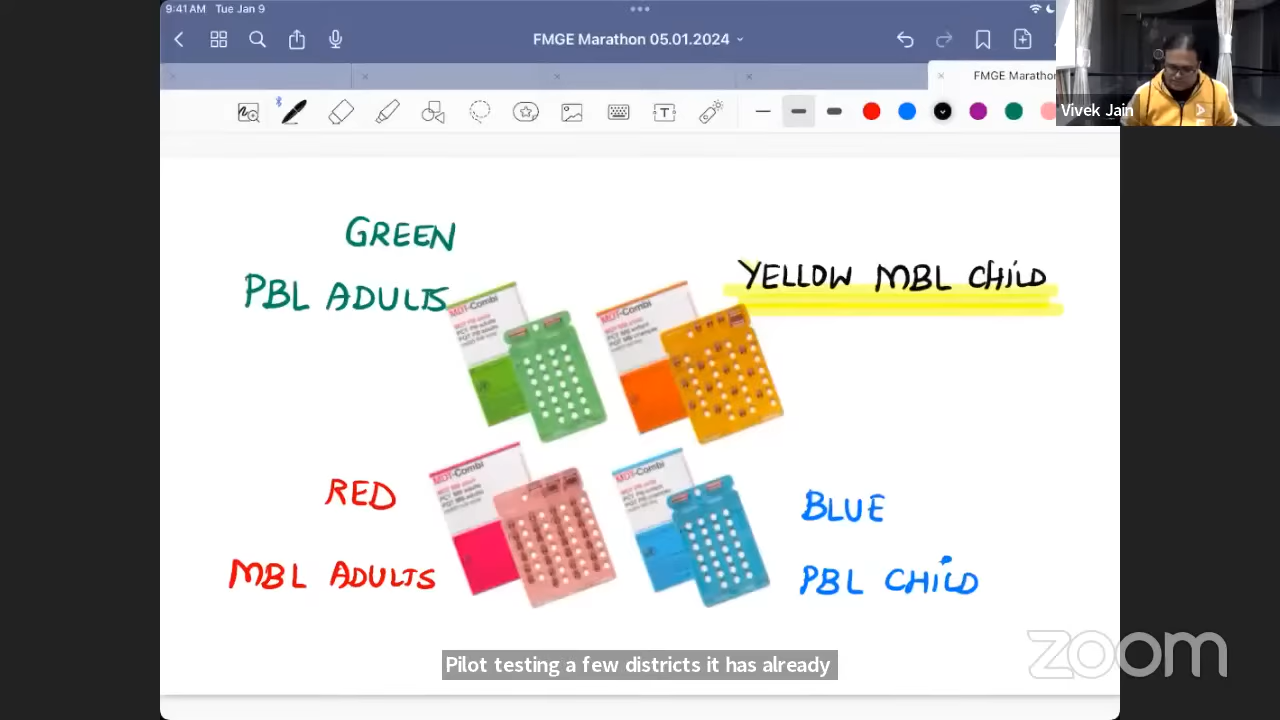 9:41AM Tue Jan 9
FMGE Marathon 05.01.2024
FMGE Marathon
Vivek Jain
GREEN
PBL ADULTS
YELLOW MBL CHILD
MDT-Combi
MDT-Combi
RED
MBL ADULTS
MDT-Combi
MDT-Combi
BLUE
PBL CHILD
Pilot testing a few districts it has already
zoom